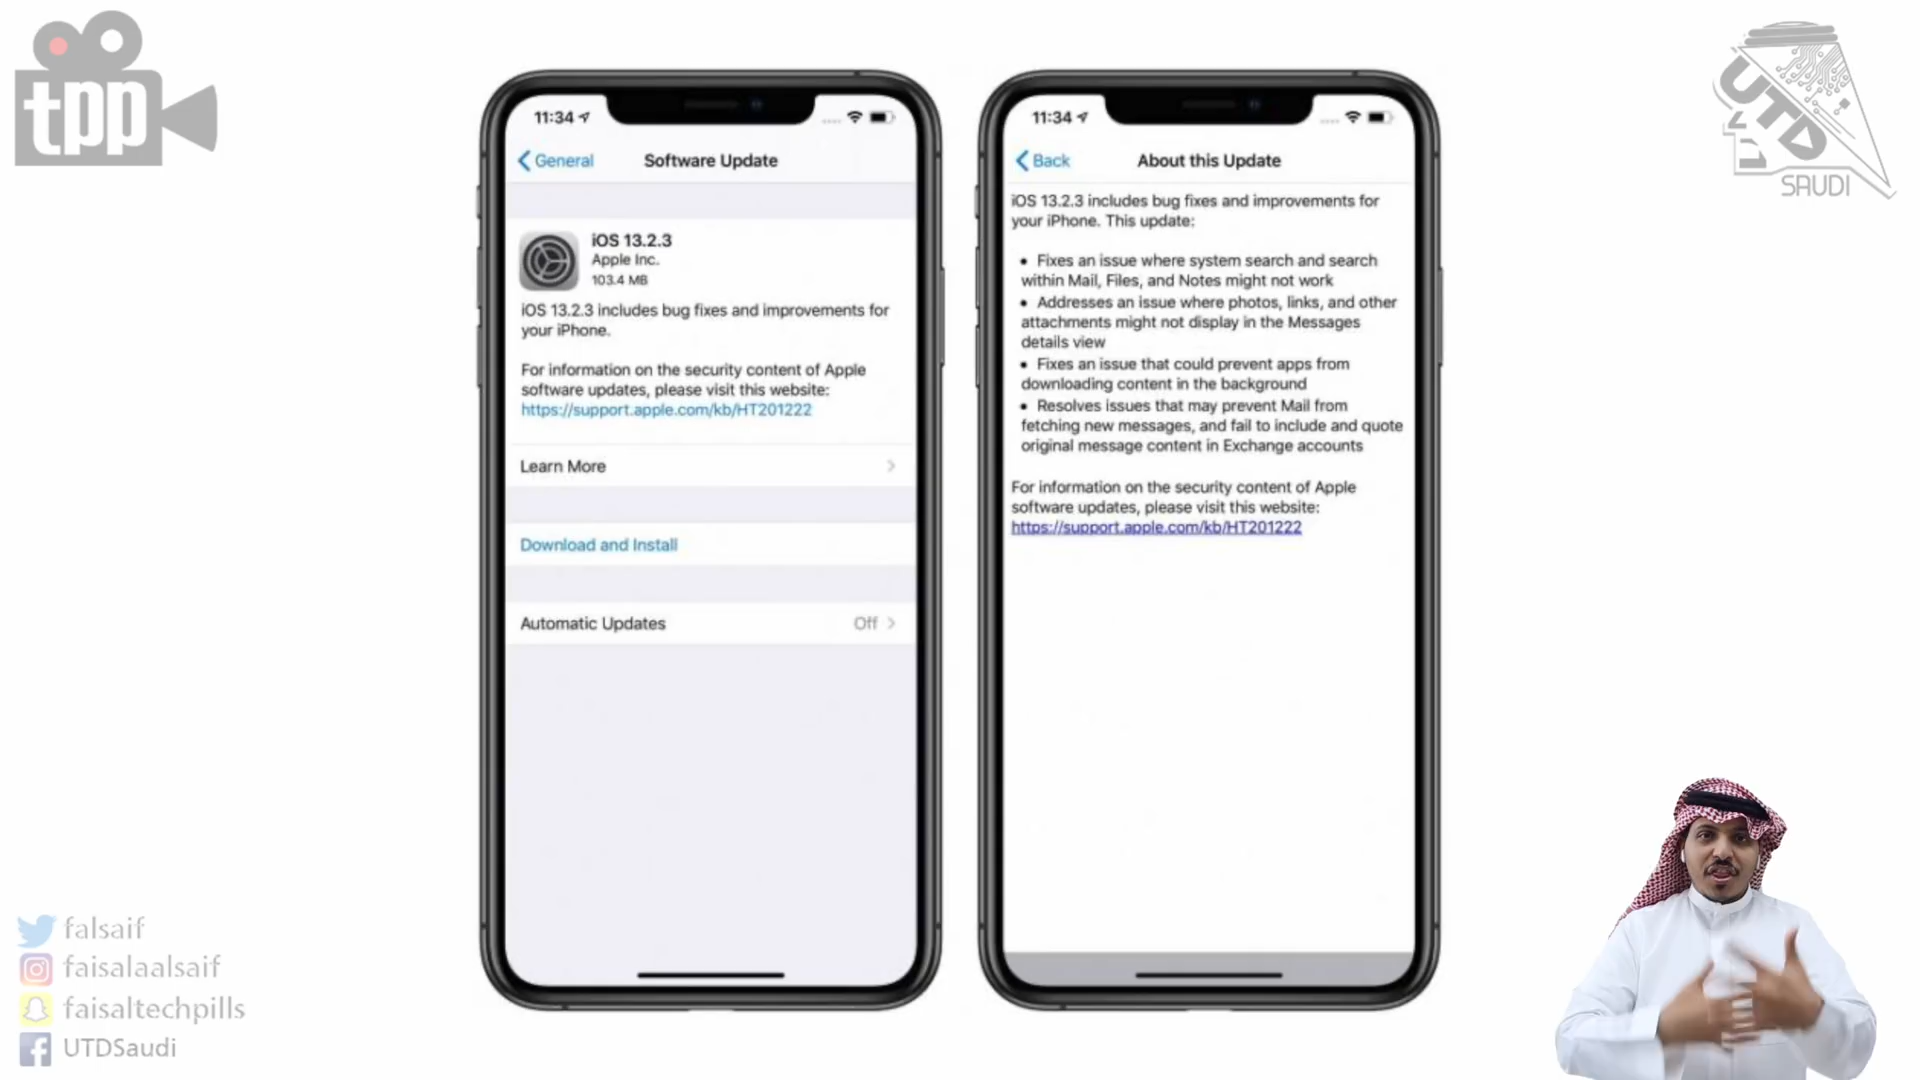 tpp
UTD
SAUDI
11:34
General
Software Update
iOS 13.2.3
Apple Inc.
103.4 MB
iOS 13.2.3 includes bug fixes and improvements for
your iPhone.
For information on the security content of Apple
software updates, please visit this website:
https://support.apple.com/kb/HT201222
Learn More
Download and Install
Automatic Updates Off
11:34
Back
About this Update
iOS 13.2.3 includes bug fixes and improvements for
your iPhone. This update:
• Fixes an issue where system search and search
within Mail, Files, and Notes might not work
• Addresses an issue where photos, links, and other
attachments might not display in the Messages
details view
• Fixes an issue that could prevent apps from
downloading content in the background
• Resolves issues that may prevent Mail from
fetching new messages, and fail to include and quote
original message content in Exchange accounts
For information on the security content of Apple
software updates, please visit this website:
https://support.apple.com/kb/HT201222
falsaif
faisalaalsaif
faisaltechpills
UTDSaudi